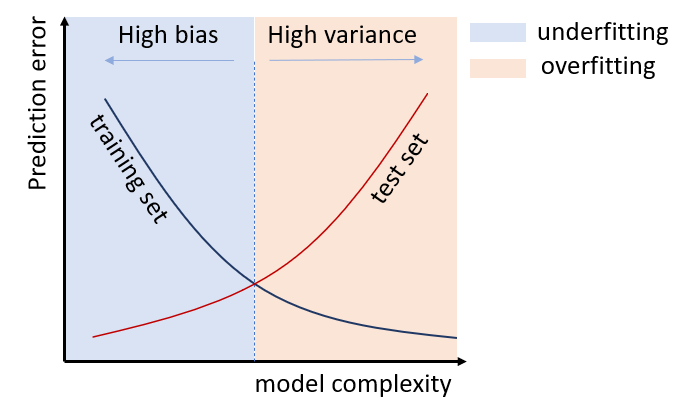 High bias
High variance
underfitting
overfitting
Prediction error
training set
test set
model complexity